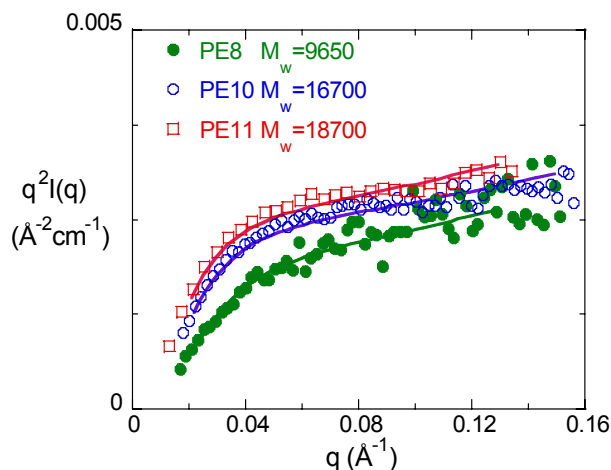 0.005
PE8 M_w=9650
PE10 M_w=16700
PE11 M_w=18700
q²I(q)
(Å⁻²cm⁻¹)
0
0 0.04 0.08 0.12 0.16
q (Å⁻¹)